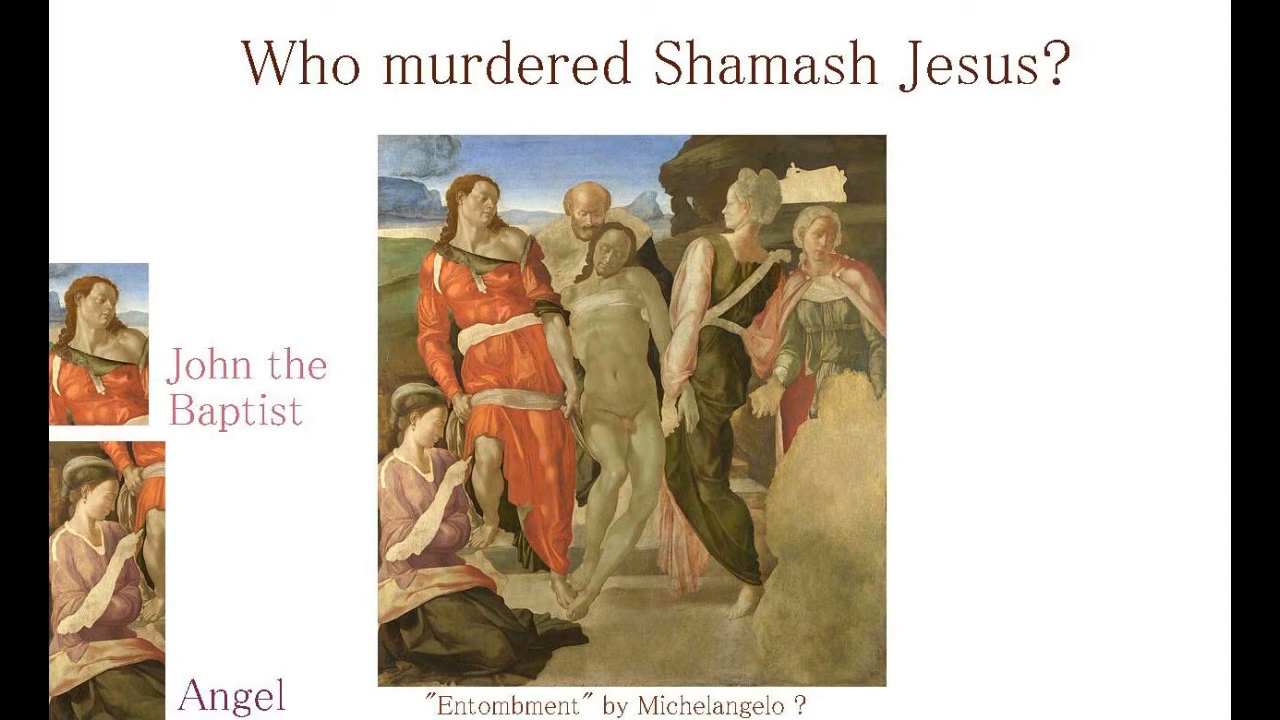 Who murdered Shamash Jesus?
John the
Baptist
Angel
"Entombment" by Michelangelo ?